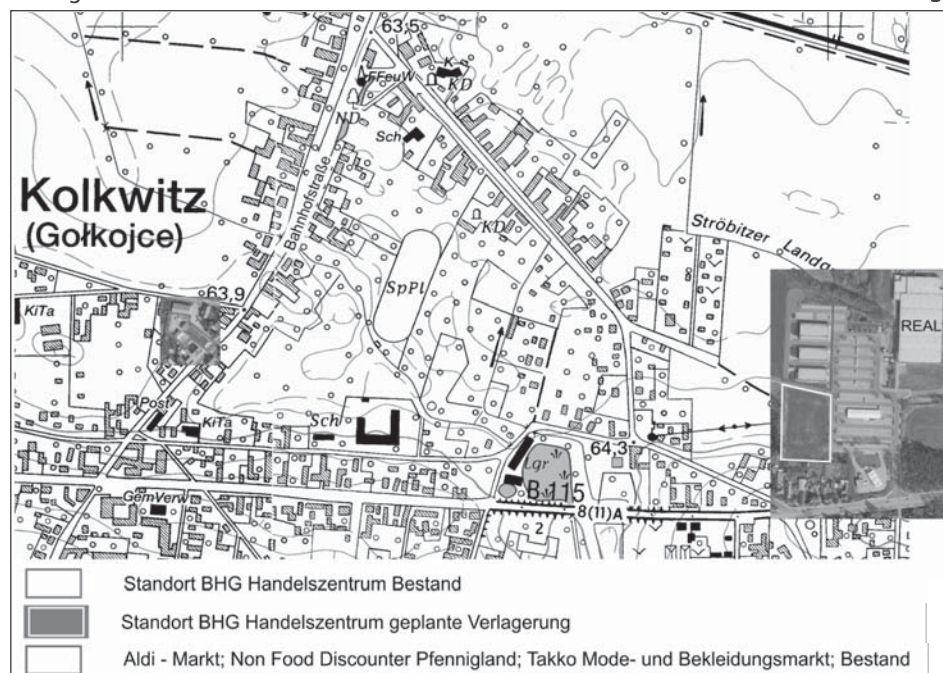 63,5
FFeuW
K
KD
ND
Sch
Kolkwitz
(Gołkojce)
Bahnhofstraße
KD
Ströbitzer Landg
SpPl
63,9
KiTa
REAL
Post
KiTa
Sch
64,3
Lgr
B 115
GemVerw
8(11)A
2
Standort BHG Handelszentrum Bestand
Standort BHG Handelszentrum geplante Verlagerung
Aldi - Markt; Non Food Discounter Pfennigland; Takko Mode- und Bekleidungsmarkt; Bestand